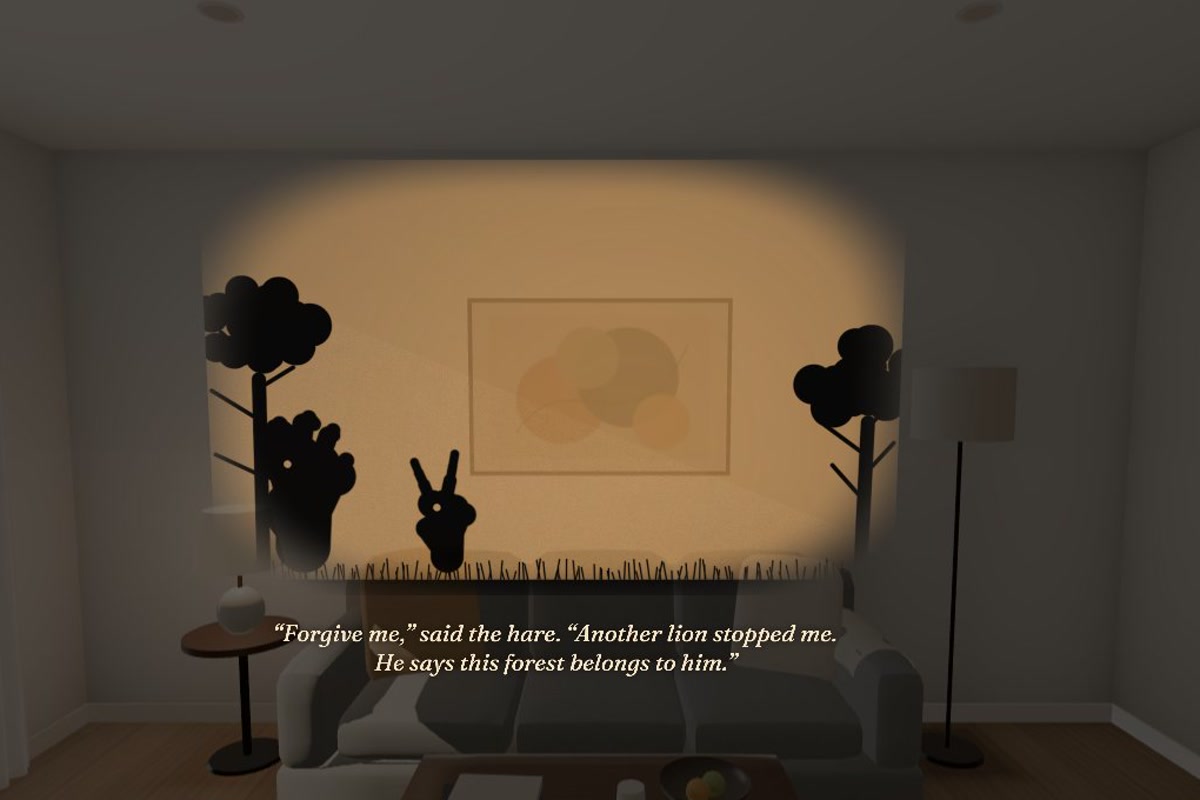 “Forgive me,” said the hare. “Another lion stopped me.
He says this forest belongs to him.”